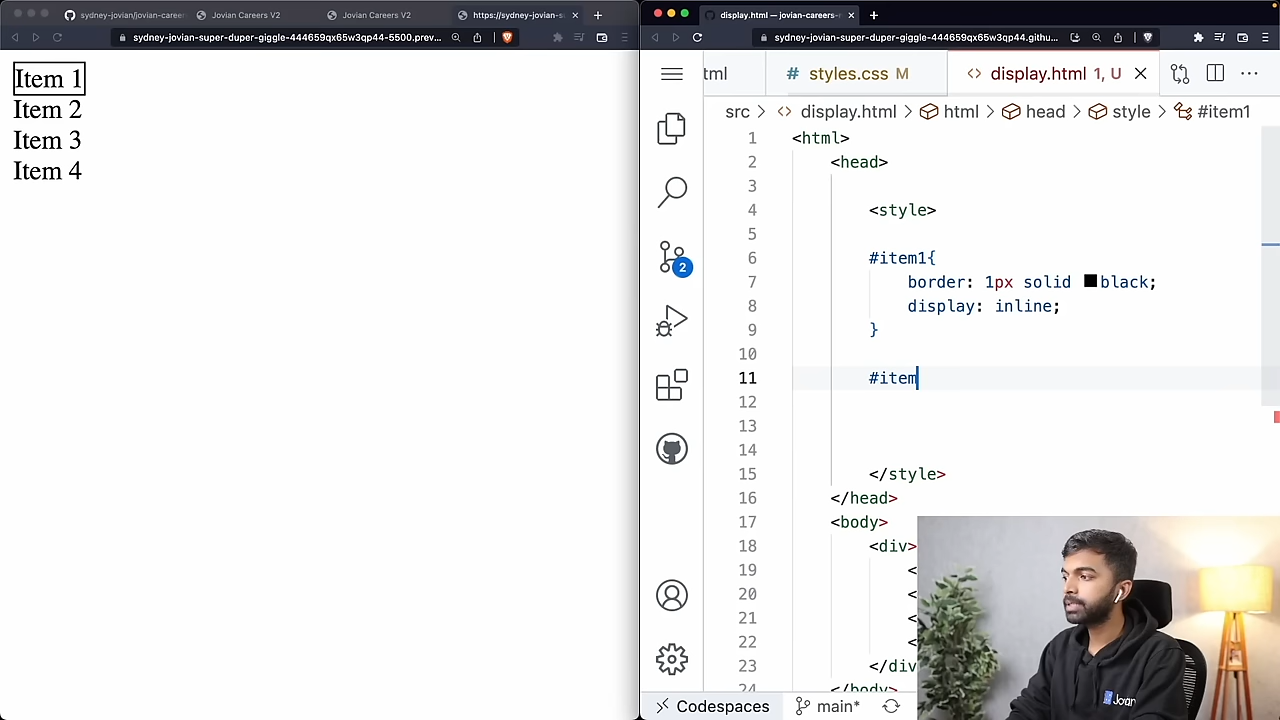 sydney-jovian/jovian-career
Jovian Careers V2
Jovian Careers V2
https://sydney-jovian-su
sydney-jovian-super-duper-giggle-444659qx65w3qp44-5500.prev...
Item 1
Item 2
Item 3
Item 4
display.html — jovian-careers-
sydney-jovian-super-duper-giggle-444659qx65w3qp44.githu...
tml
# styles.css M
<> display.html 1, U
src > <> display.html > html > head > style > #item1
1 <html>
2 <head>
3
4 <style>
5
6 #item1{
7 border: 1px solid black;
8 display: inline;
9 }
10
11 #item
12
13
14
15 </style>
16 </head>
17 <body>
18 <div>
19 <
20 <
21 <
22 <
23 </div
24 </body>
2
Codespaces
main*